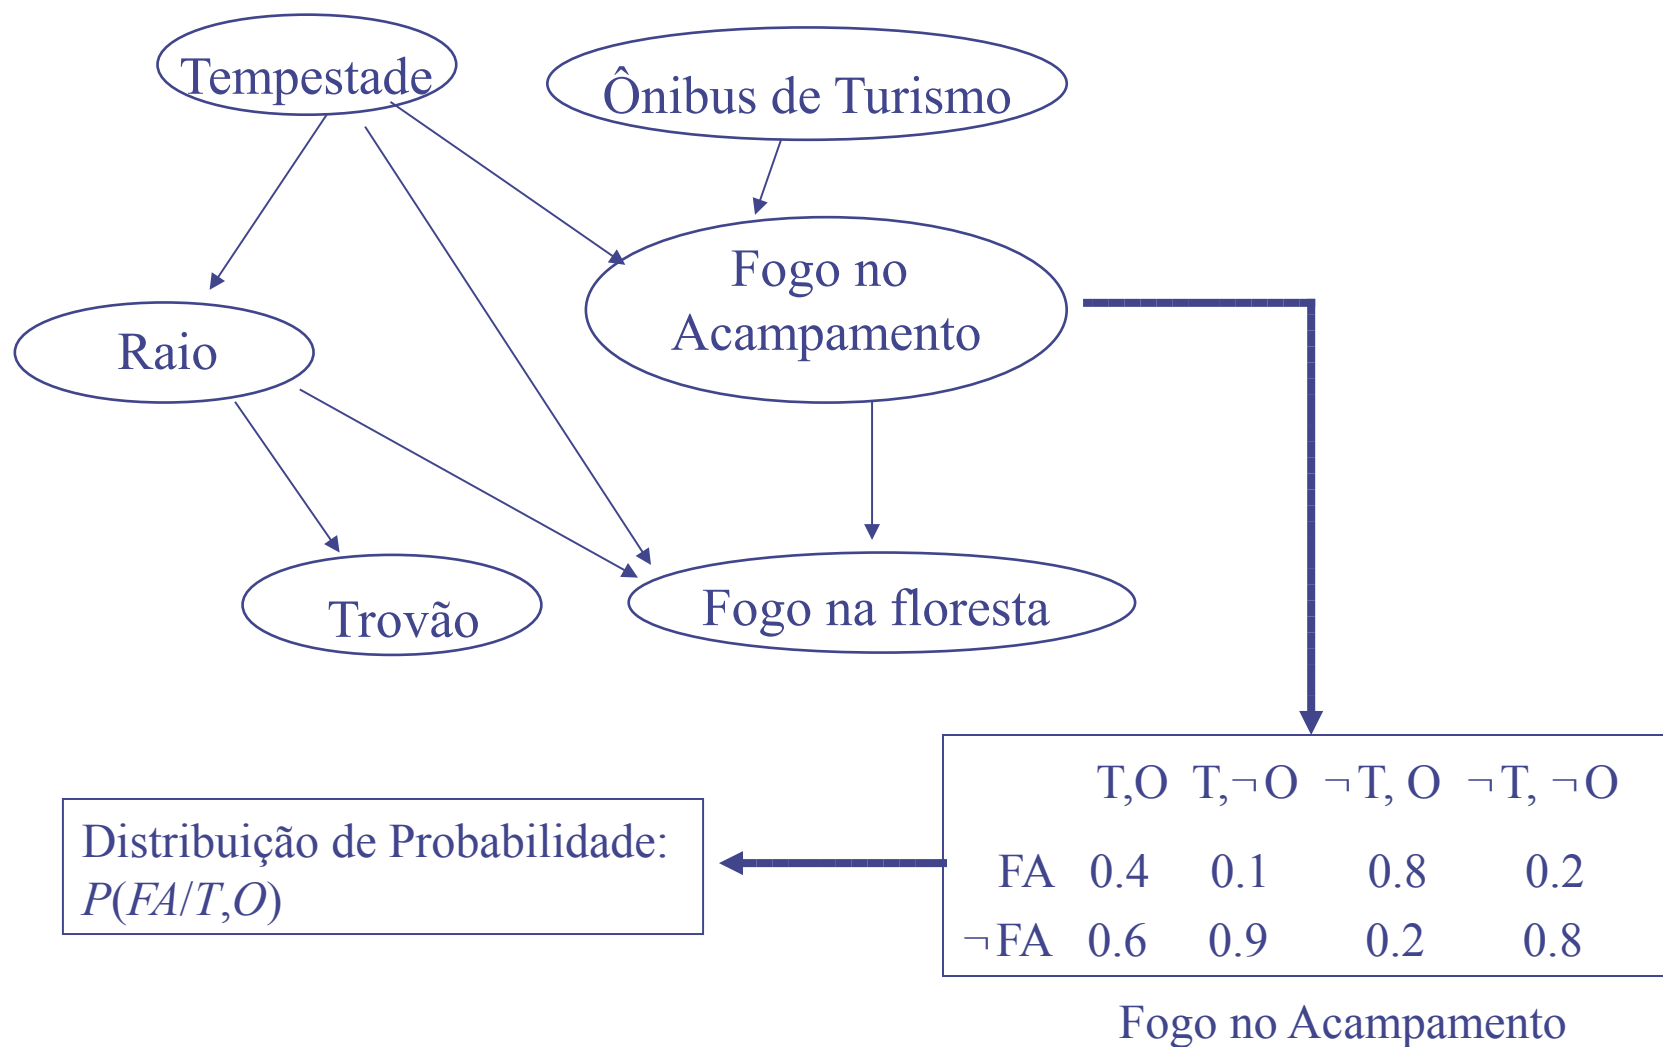 Tempestade
Ônibus de Turismo
Fogo no
Acampamento
Raio
Trovão
Fogo na floresta
T,O T,¬O ¬T, O ¬T, ¬O
FA 0.4 0.1 0.8 0.2
¬FA 0.6 0.9 0.2 0.8
Distribuição de Probabilidade:
P(FA/T,O)
Fogo no Acampamento